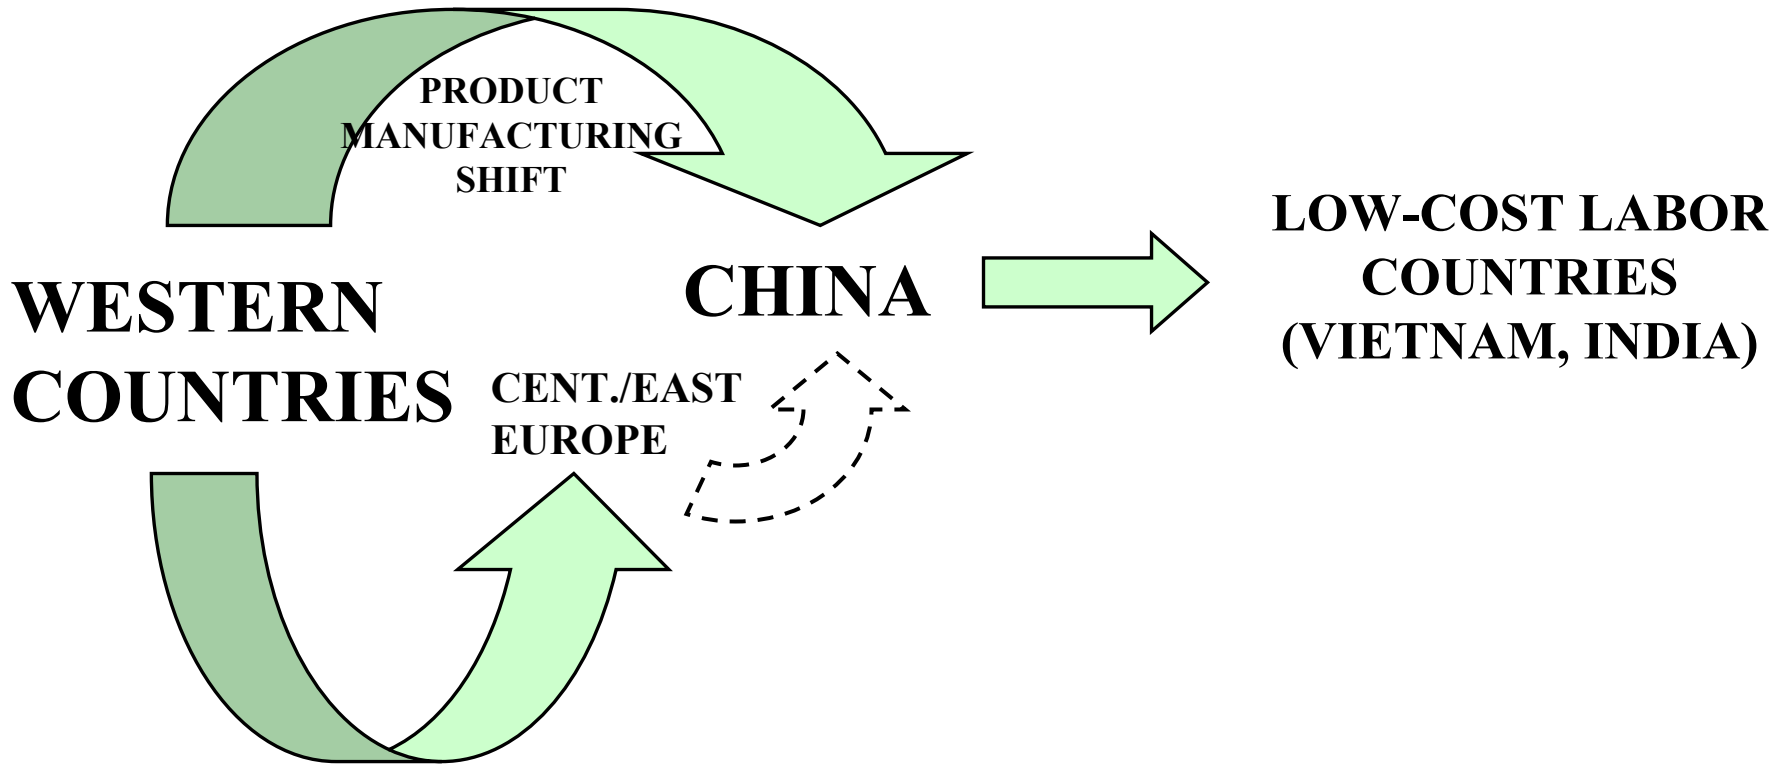 PRODUCT
MANUFACTURING
SHIFT
WESTERN
COUNTRIES
CHINA
CENT./EAST
EUROPE
LOW-COST LABOR
COUNTRIES
(VIETNAM, INDIA)